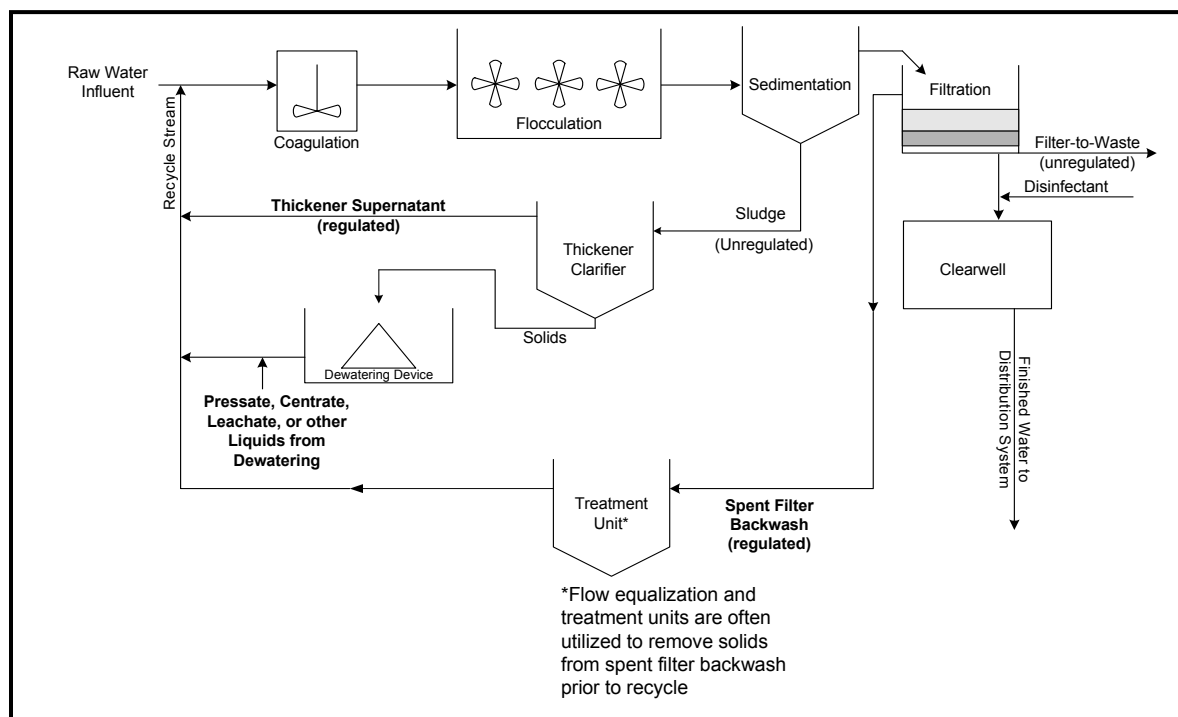 Raw Water
Influent
Recycle Stream
Coagulation
Flocculation
Sedimentation
Filtration
Filter-to-Waste
(unregulated)
Disinfectant
Thickener Supernatant
(regulated)
Sludge
(Unregulated)
Thickener
Clarifier
Clearwell
Solids
Dewatering Device
Pressate, Centrate,
Leachate, or other
Liquids from
Dewatering
Finished Water to
Distribution System
Treatment
Unit*
Spent Filter
Backwash
(regulated)
*Flow equalization and
treatment units are often
utilized to remove solids
from spent filter backwash
prior to recycle